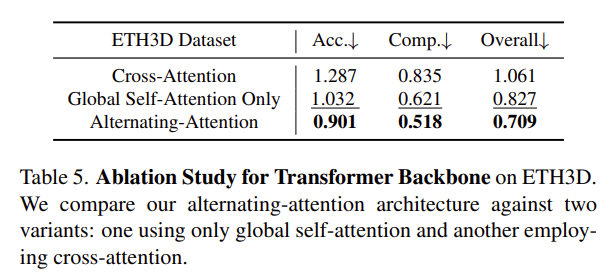 ETH3D Dataset Acc.↓ Comp.↓ Overall↓
Cross-Attention 1.287 0.835 1.061
Global Self-Attention Only 1.032 0.621 0.827
Alternating-Attention 0.901 0.518 0.709
Table 5. Ablation Study for Transformer Backbone on ETH3D.
We compare our alternating-attention architecture against two
variants: one using only global self-attention and another employ-
ing cross-attention.